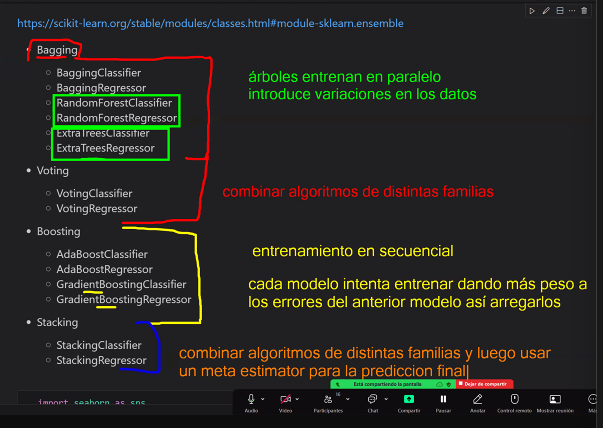 https://scikit-learn.org/stable/modules/classes.html#module-sklearn.ensemble
Bagging
BaggingClassifier
BaggingRegressor
RandomForestClassifier
RandomForestRegressor
ExtraTreesClassifier
ExtraTreesRegressor
árboles entrenan en paralelo
introduce variaciones en los datos
Voting
VotingClassifier
VotingRegressor
combinar algoritmos de distintas familias
Boosting
AdaBoostClassifier
AdaBoostRegressor
GradientBoostingClassifier
GradientBoostingRegressor
entrenamiento en secuencial
cada modelo intenta entrenar dando más peso a
los errores del anterior modelo así arreglarlos
Stacking
StackingClassifier
StackingRegressor
combinar algoritmos de distintas familias y luego usar
un meta estimator para la prediccion final
Está compartiendo la pantalla
Dejar de compartir
import seaborn as sns
16
Audio
Vídeo
Participantes
Chat
Compartir
Pausar
Anotar
Control remoto
Mostrar reunión